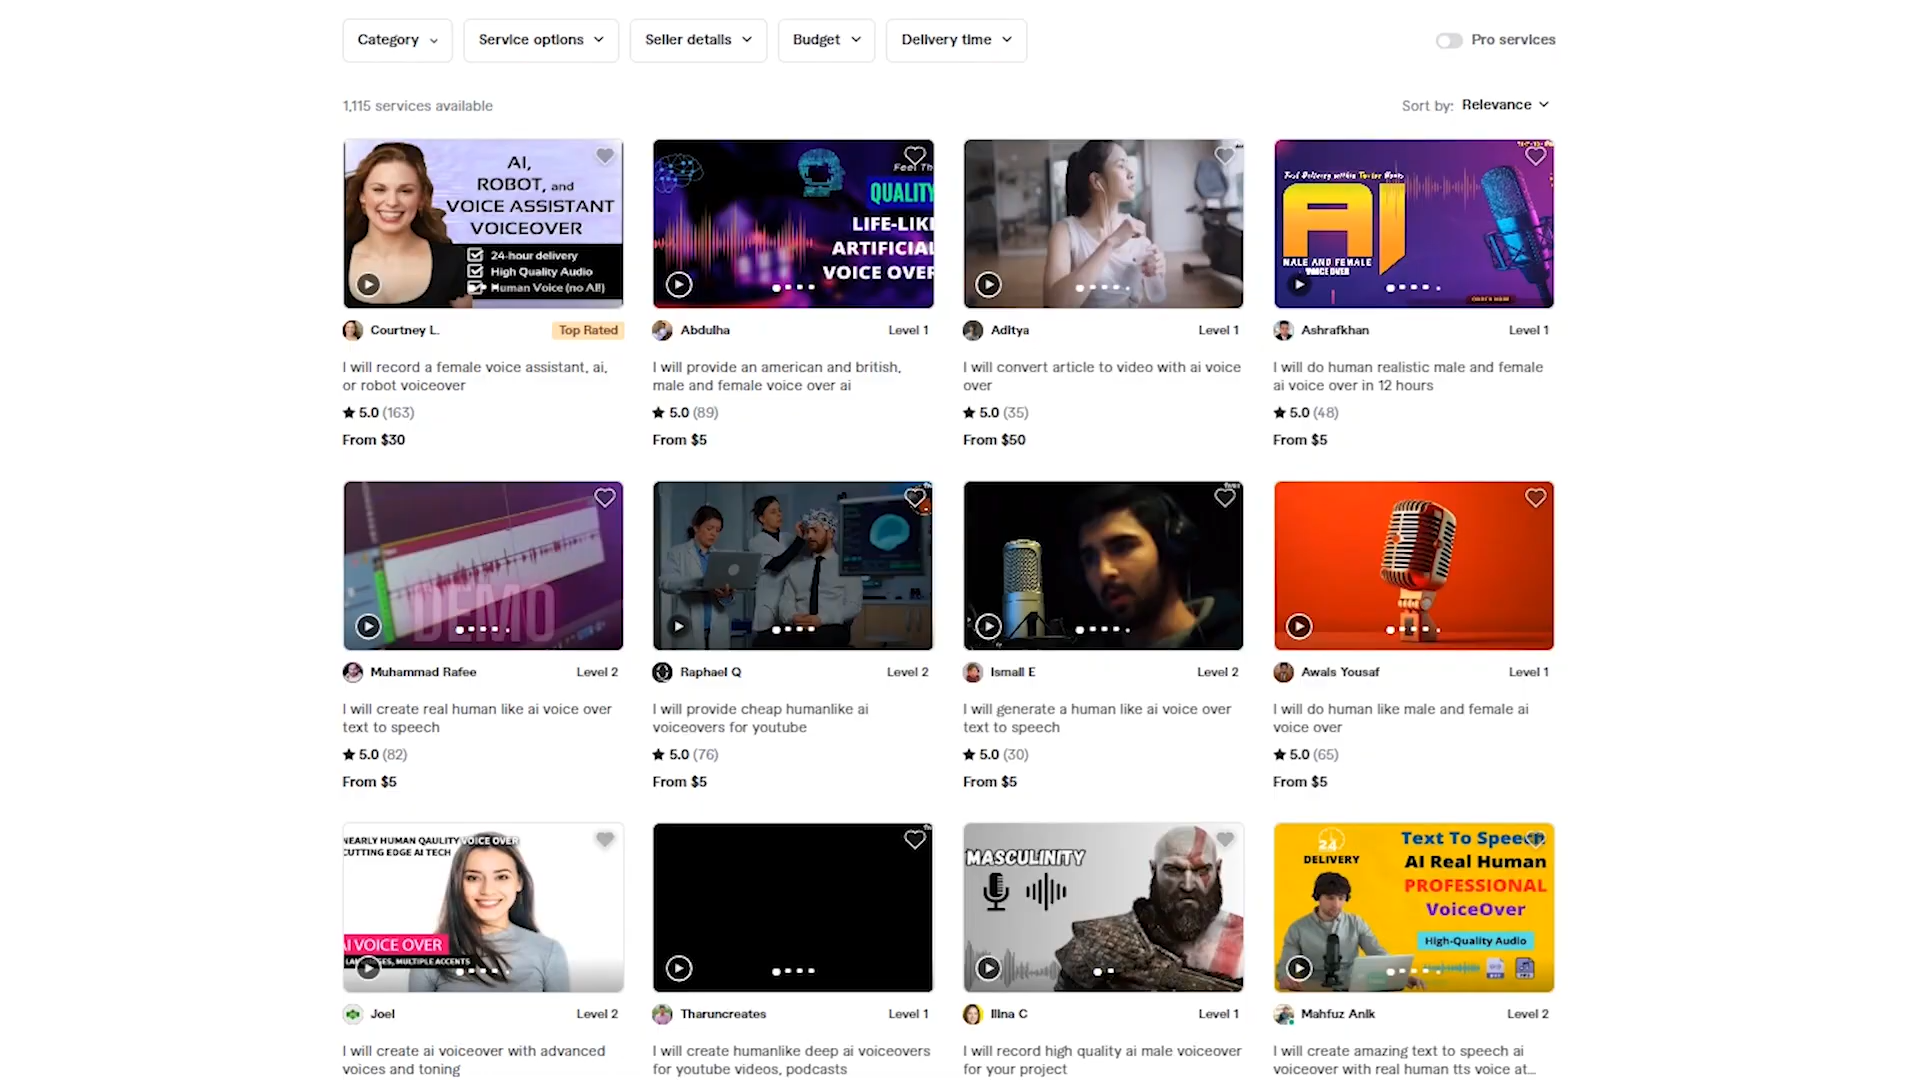 Category
Service options
Seller details
Budget
Delivery time
Pro services
1,115 services available
Sort by: Relevance
AI,
ROBOT, and
VOICE ASSISTANT
VOICEOVER
24-hour delivery
High Quality Audio
Human Voice (no AI!)
Feel Th
QUALITY
LIFE-LIK
ARTIFICIAL
VOICE OVER
Fast Delivery within Twelve Hours
AI
MALE AND FEMALE
VOICE OVER
ORDER NOW
Courtney L.
Top Rated
Abdulha
Level 1
Aditya
Level 1
Ashrafkhan
Level 1
I will record a female voice assistant, ai,
or robot voiceover
I will provide an american and british,
male and female voice over ai
I will convert article to video with ai voice
over
I will do human realistic male and female
ai voice over in 12 hours
5.0 (163)
5.0 (89)
5.0 (35)
5.0 (48)
From $30
From $5
From $50
From $5
DEMO
Muhammad Rafee
Level 2
Raphael Q
Level 2
Ismail E
Level 2
Awais Yousaf
Level 1
I will create real human like ai voice over
text to speech
I will provide cheap humanlike ai
voiceovers for youtube
I will generate a human like ai voice over
text to speech
I will do human like male and female ai
voice over
5.0 (82)
5.0 (76)
5.0 (30)
5.0 (65)
From $5
From $5
From $5
From $5
NEARLY HUMAN QAULITY VOICE OVER
CUTTING EDGE AI TECH
AI VOICE OVER
MULTIPLE ACCENTS
MASCULINITY
24
DELIVERY
Text To Speech
AI Real Human
PROFESSIONAL
VoiceOver
High-Quality Audio
Joel
Level 2
Tharuncreates
Level 1
Ilina C
Level 1
Mahfuz Anik
Level 2
I will create ai voiceover with advanced
voices and toning
I will create humanlike deep ai voiceovers
for youtube videos, podcasts
I will record high quality ai male voiceover
for your project
I will create amazing text to speech ai
voiceover with real human tts voice at...